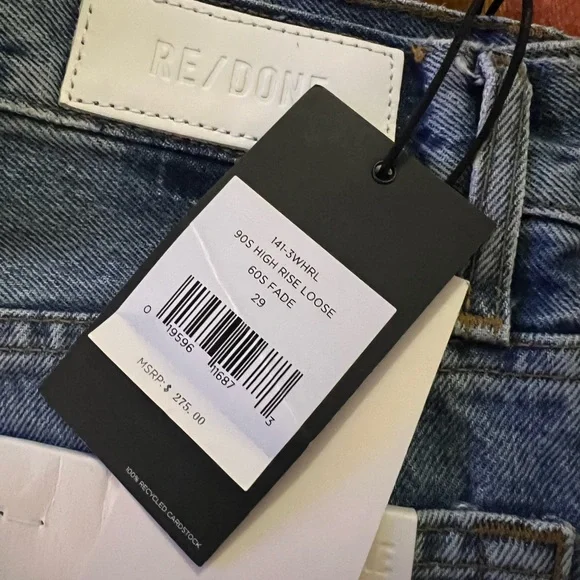 RE/DONE
141-3WHRL
90S HIGH RISE LOOSE
60S FADE
29
0 19596 11687 3
MSRP:$ 275.00
100% RECYCLED CARDSTOCK